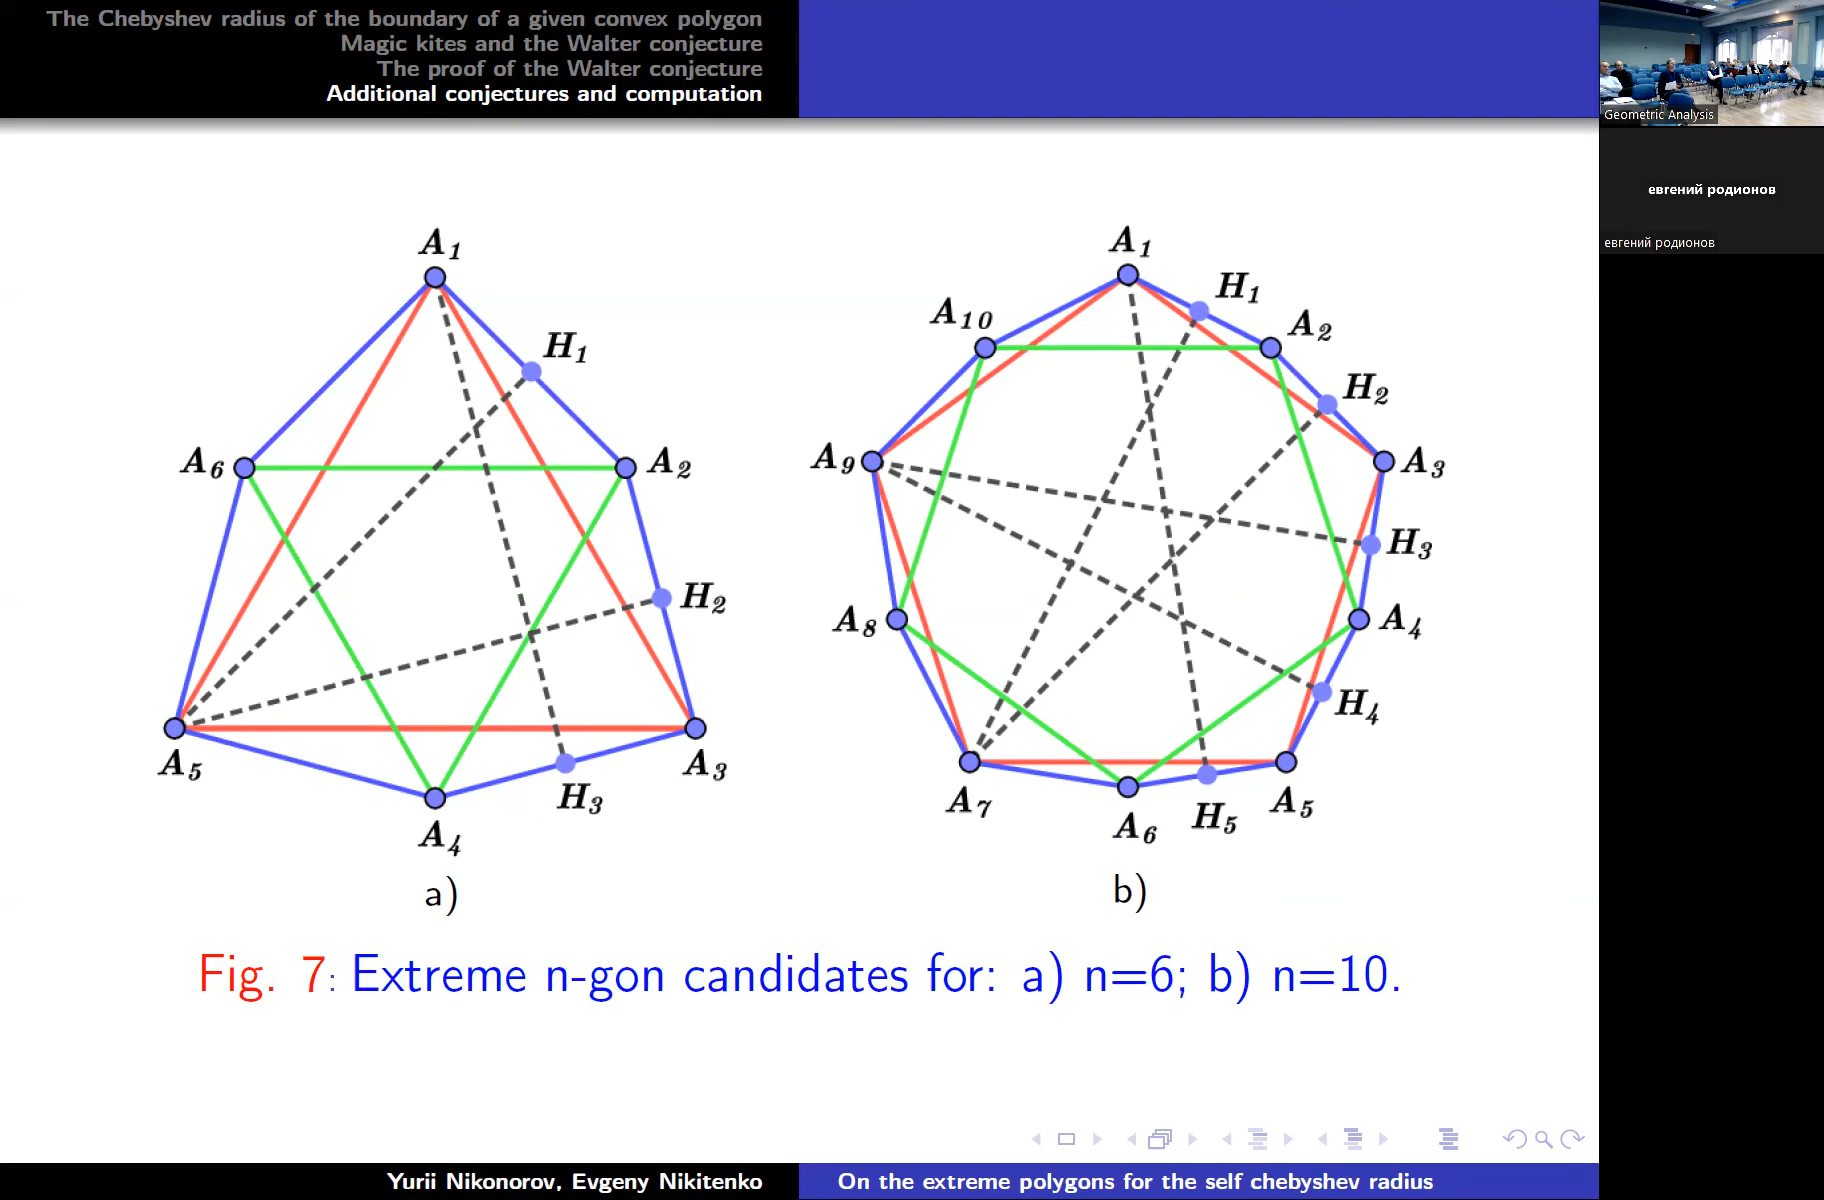 The Chebyshev radius of the boundary of a given convex polygon
Magic kites and the Walter conjecture
The proof of the Walter conjecture
Additional conjectures and computation
Geometric Analysis
евгений родионов
евгений родионов
A1
H1
A6
A2
H2
A5
A3
H3
A4
a)
A1
H1
A10
A2
H2
A9
A3
H3
A8
A4
H4
A7
A6
H5
A5
b)
Fig. 7: Extreme n-gon candidates for: a) n=6; b) n=10.
Yurii Nikonorov, Evgeny Nikitenko
On the extreme polygons for the self chebyshev radius